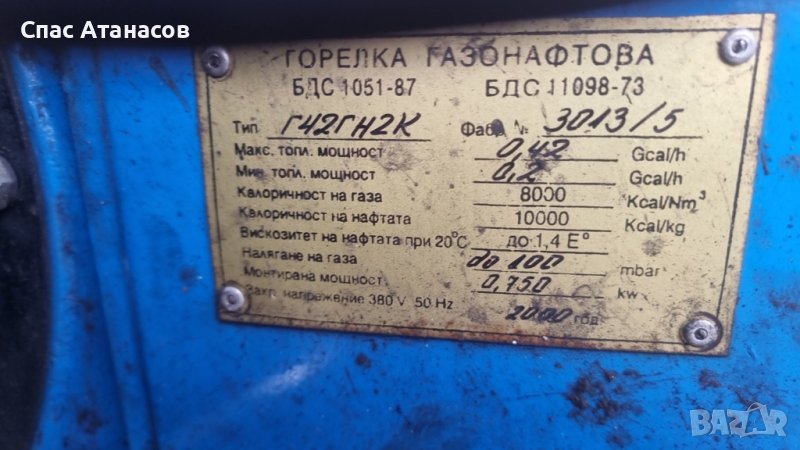 Спас Атанасов
ГОРЕЛКА ГАЗОНАФТОВА
БДС 1051-87 БДС 11098-73
Тип Г42ГН2К Фабр. № 3013/5
Макс. топл. мощност 0,42 Gcal/h
Мин. топл. мощност 0,2 Gcal/h
Калоричност на газа 8000 Kcal/Nm³
Калоричност на нафтата 10000 Kcal/kg
Вискозитет на нафтата при 20°С до 1,4 Е°
Налягане на газа do 100 mbar
Монтирана мощност 0,750 kw
Захр. напрежение 380 V 50 Hz 2000 год.
BAZAR